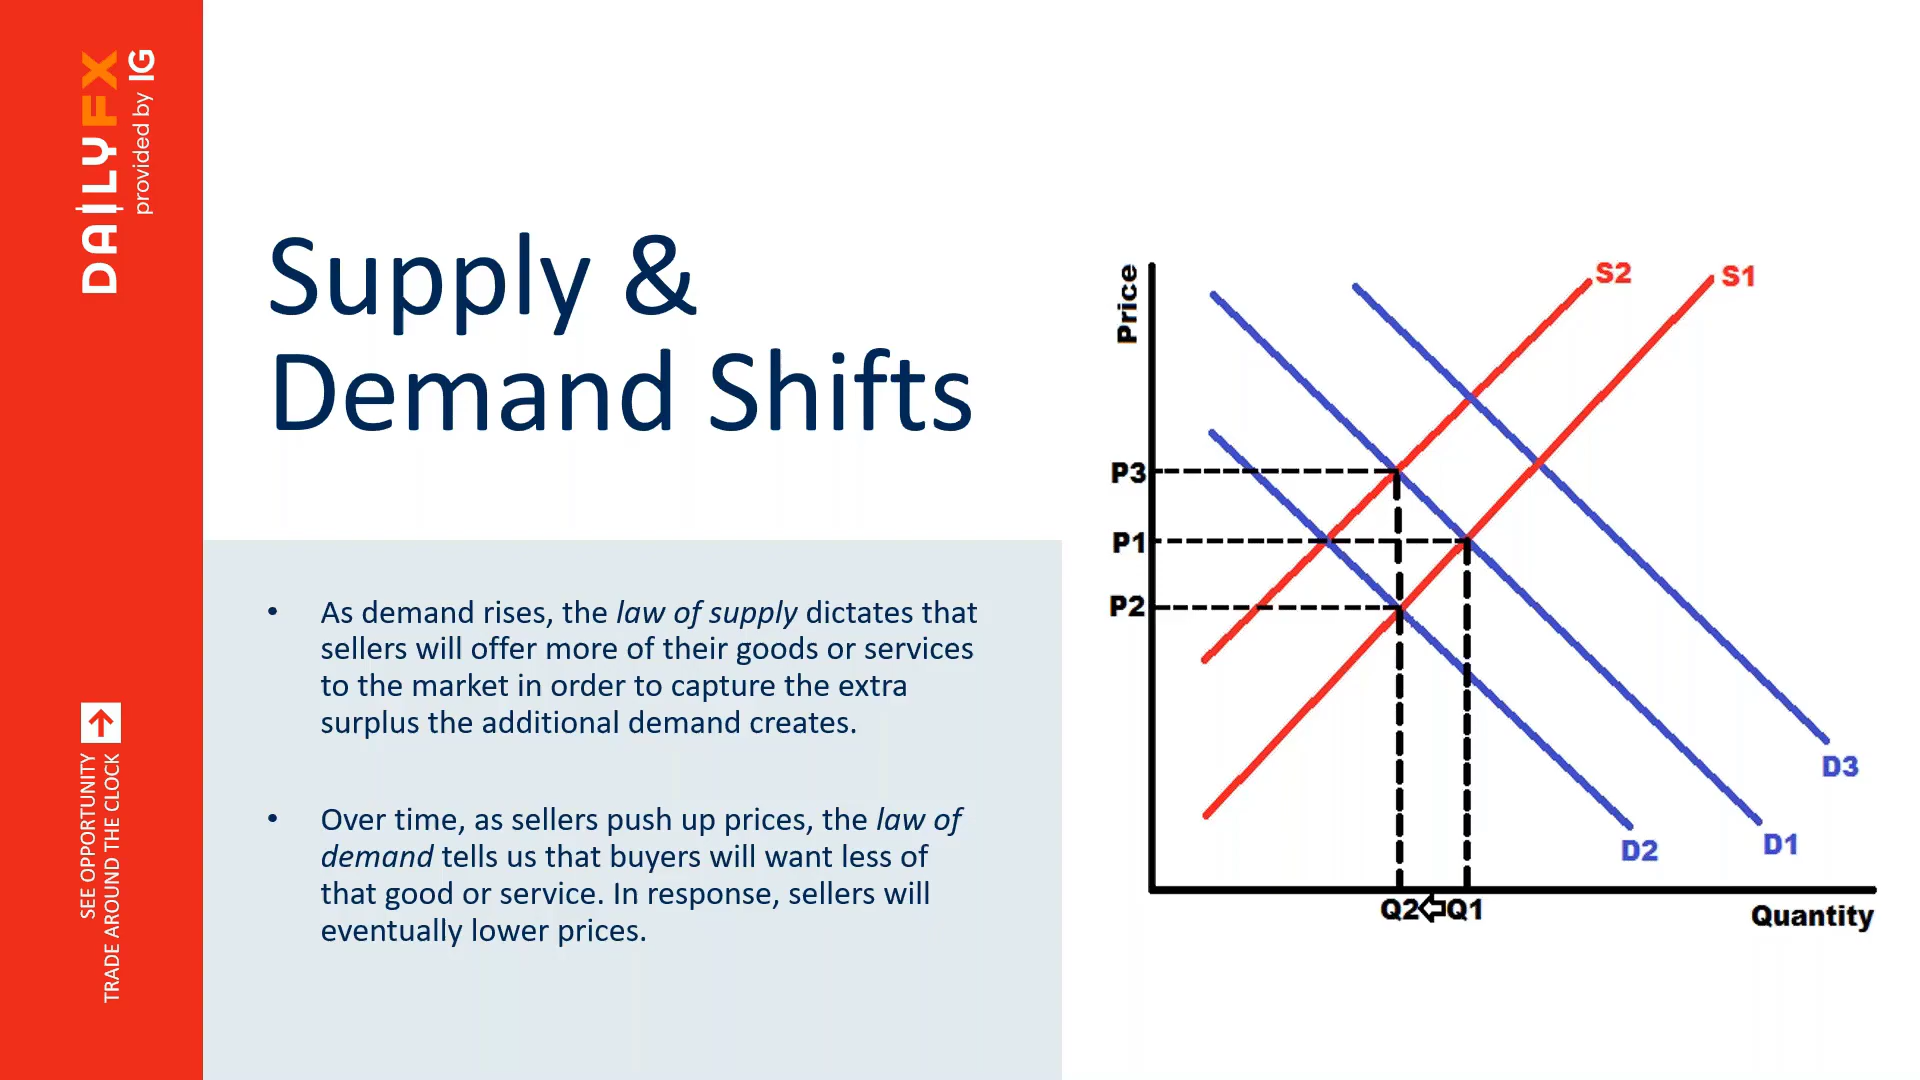 DAILYFX
provided by IG
SEE OPPORTUNITY
TRADE AROUND THE CLOCK
Supply &
Demand Shifts
• As demand rises, the law of supply dictates that
sellers will offer more of their goods or services
to the market in order to capture the extra
surplus the additional demand creates.
• Over time, as sellers push up prices, the law of
demand tells us that buyers will want less of
that good or service. In response, sellers will
eventually lower prices.
Price
S2
S1
P3
P1
P2
D3
D1
D2
Q2
Q1
Quantity